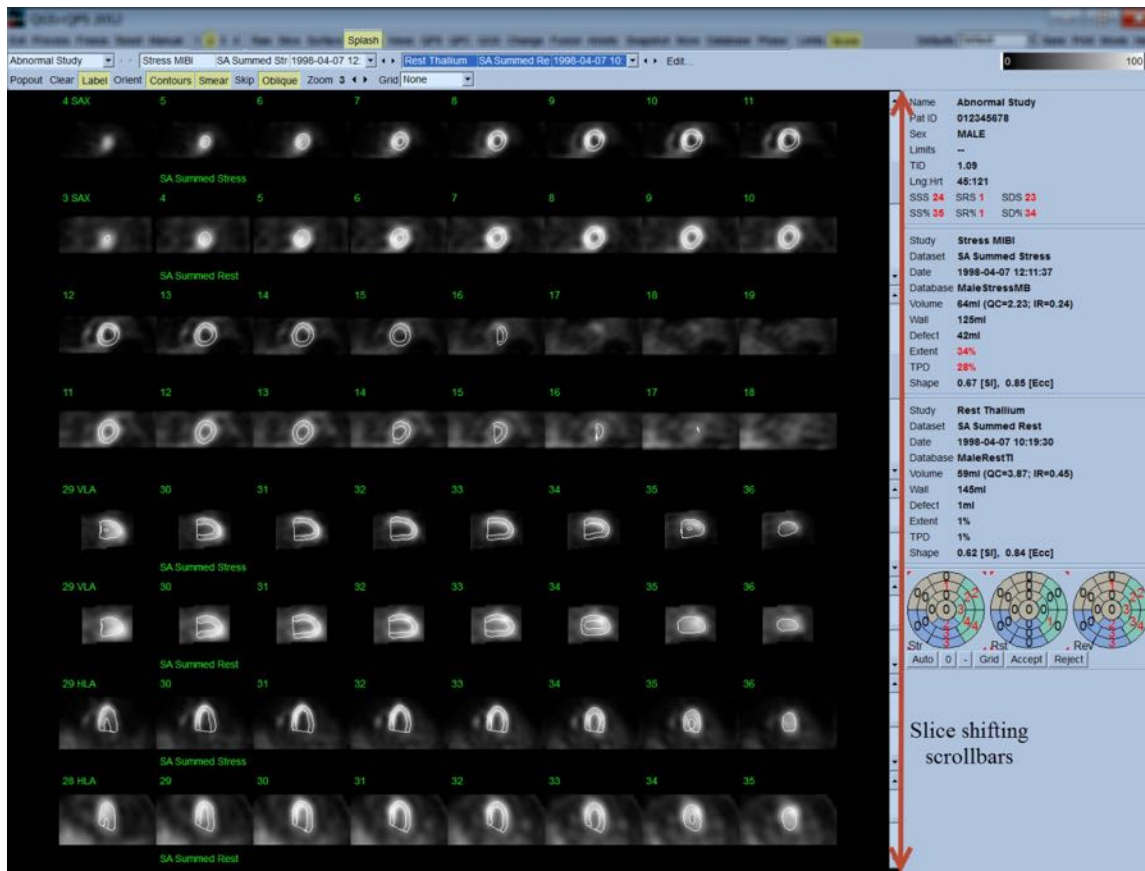 QGS+QPS 2012
Splash
Abnormal Study Stress MIBI SA Summed Str 1998-04-07 12: Rest Thallium SA Summed Re 1998-04-07 10: Edit...
0 100
Popout Clear Label Orient Contours Smear Skip Oblique Zoom 3 Grid None
4 SAX 5 6 7 8 9 10 11
SA Summed Stress
3 SAX 4 5 6 7 8 9 10
SA Summed Rest
12 13 14 15 16 17 18 19
11 12 13 14 15 16 17 18
29 VLA 30 31 32 33 34 35 36
SA Summed Stress
29 VLA 30 31 32 33 34 35 36
SA Summed Rest
29 HLA 30 31 32 33 34 35 36
SA Summed Stress
28 HLA 29 30 31 32 33 34 35
SA Summed Rest
Name Abnormal Study
Pat ID 012345678
Sex MALE
Limits --
TID 1.09
Lng:Hrt 45:121
SSS 24 SRS 1 SDS 23
SS% 35 SR% 1 SD% 34
Study Stress MIBI
Dataset SA Summed Stress
Date 1998-04-07 12:11:37
Database MaleStressMB
Volume 64ml (QC=2.23; IR=0.24)
Wall 125ml
Defect 42ml
Extent 34%
TPD 28%
Shape 0.67 [SI], 0.85 [Ecc]
Study Rest Thallium
Dataset SA Summed Rest
Date 1998-04-07 10:19:30
Database MaleRestTl
Volume 59ml (QC=3.87; IR=0.45)
Wall 145ml
Defect 1ml
Extent 1%
TPD 1%
Shape 0.62 [SI], 0.84 [Ecc]
Str Rst Rev
Auto 0 - Grid Accept Reject
Slice shifting
scrollbars